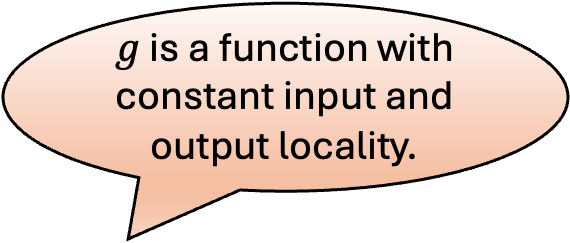 g is a function with
constant input and
output locality.